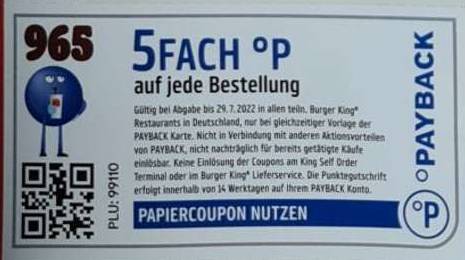 965
5FACH °P
auf jede Bestellung
Gültig bei Abgabe bis 29.7.2022 in allen teiln. Burger King®
Restaurants in Deutschland, nur bei gleichzeitiger Vorlage der
PAYBACK Karte. Nicht in Verbindung mit anderen Aktionsvorteilen
von PAYBACK, nicht nachträglich für bereits getätigte Käufe
einlösbar. Keine Einlösung der Coupons am King Self Order
Terminal oder im Burger King® Lieferservice. Die Punktegutschrift
erfolgt innerhalb von 14 Werktagen auf Ihrem PAYBACK Konto.
PAPIERCOUPON NUTZEN
PLU: 99110
°PAYBACK
°P